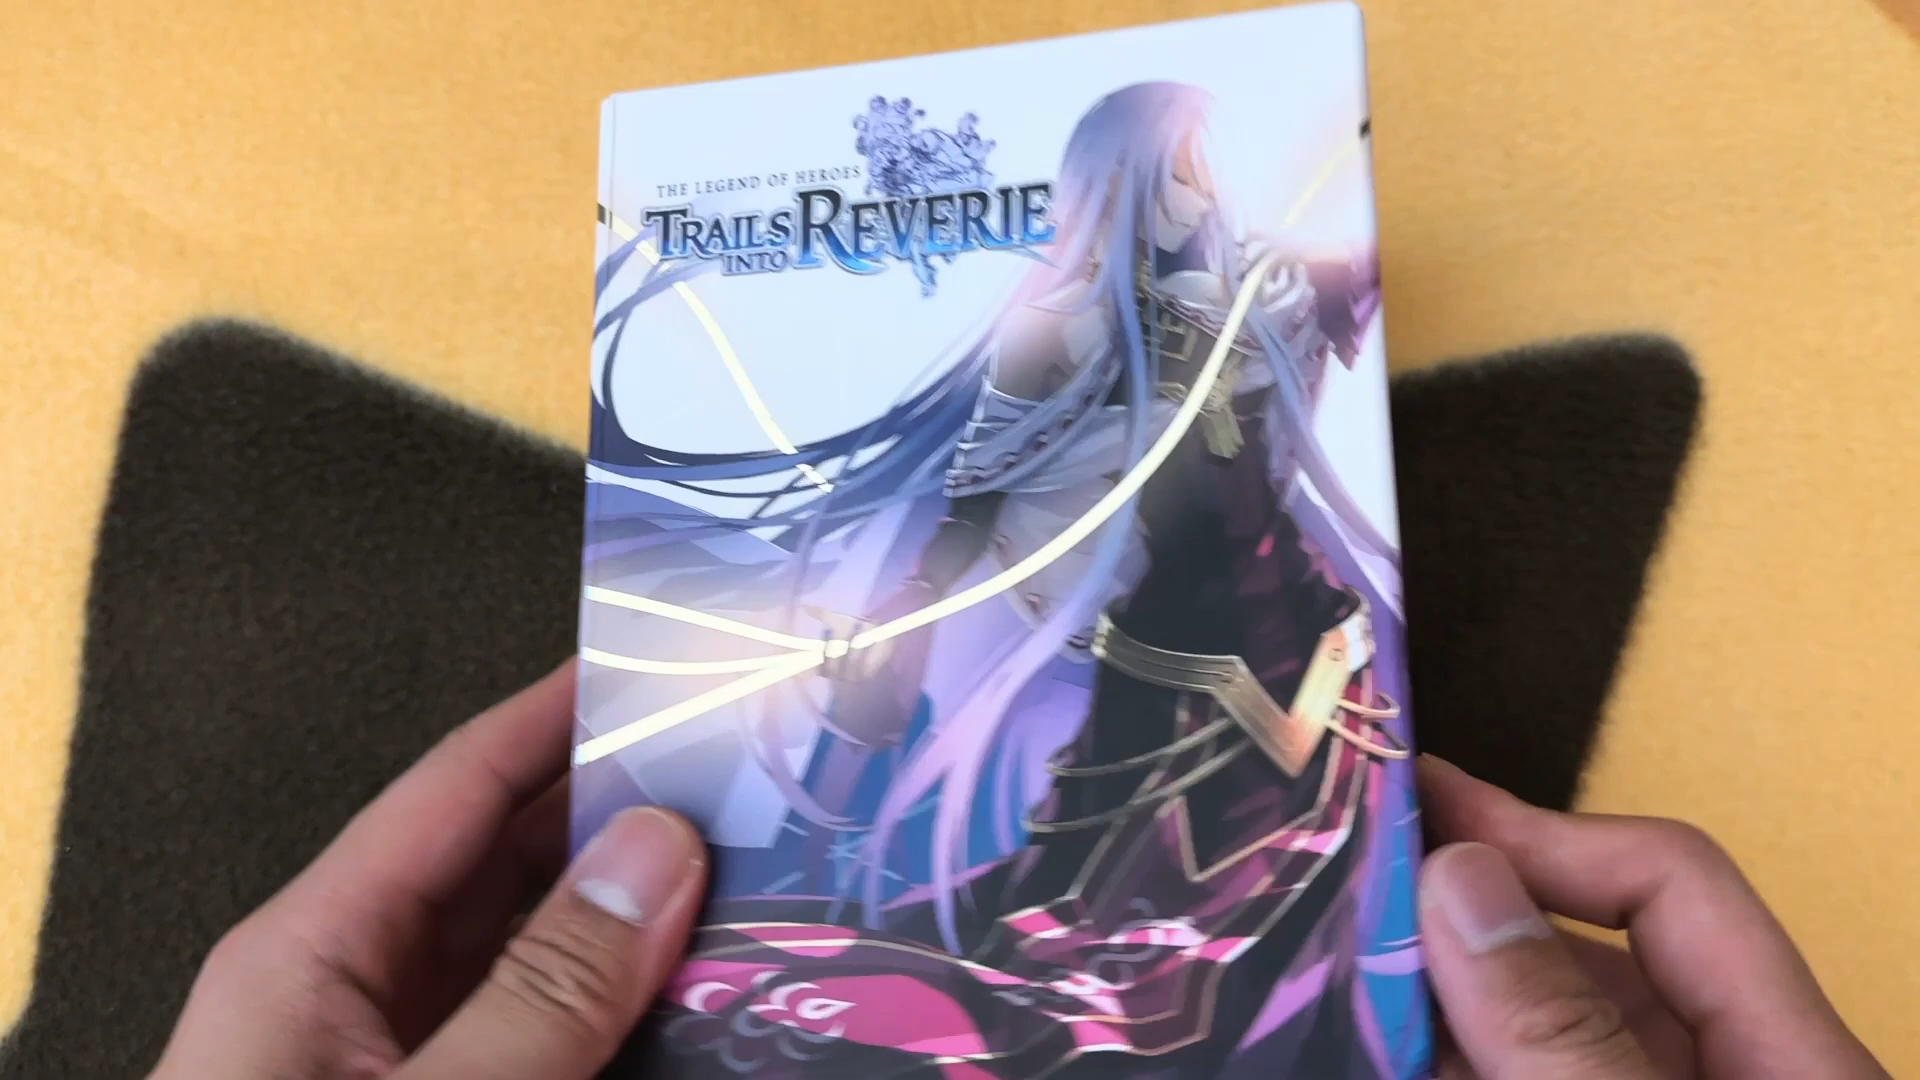 THE LEGEND OF HEROES
TRAILS
INTO
REVERIE